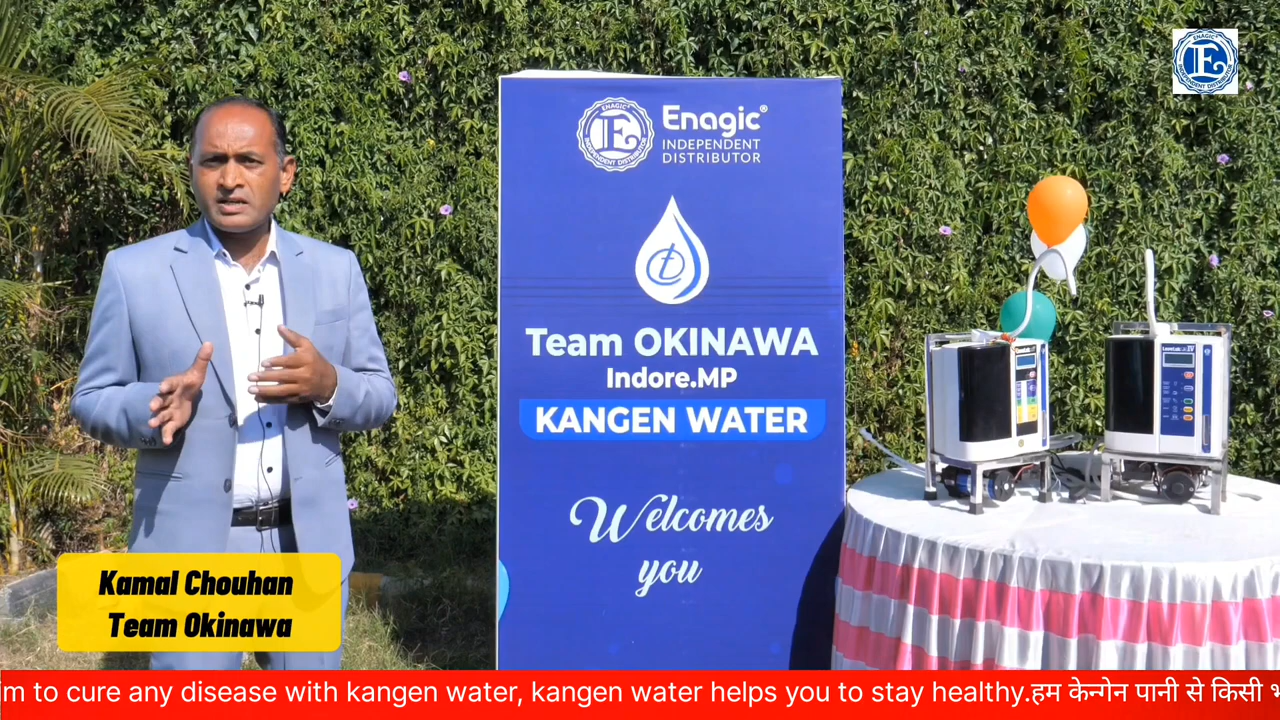 Enagic®
INDEPENDENT
DISTRIBUTOR
Team OKINAWA
Indore.MP
KANGEN WATER
Welcomes
you
Kamal Chouhan
Team Okinawa
to cure any disease with kangen water, kangen water helps you to stay healthy.हम केन्गेन पानी से किसी